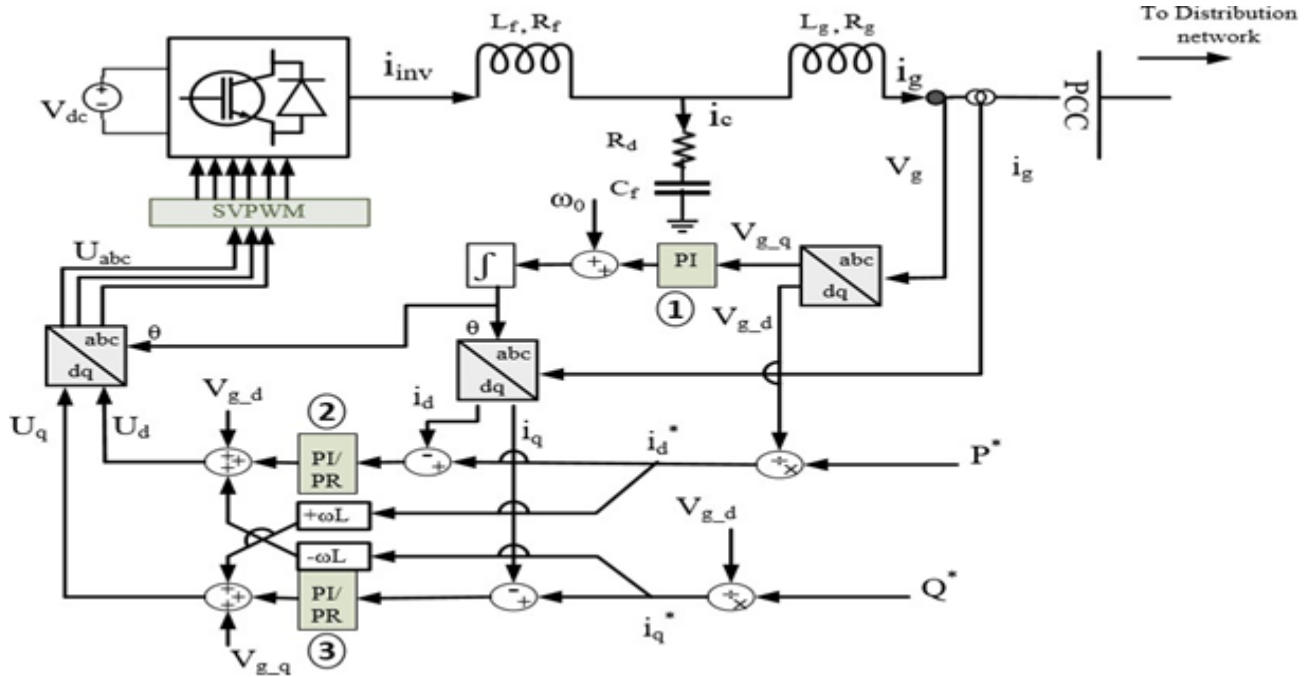 L_f, R_f
L_g, R_g
To Distribution
network
i_inv
i_g
V_dc
PCC
i_c
R_d
V_g
i_g
C_f
SVPWM
ω_0
V_g_q
U_abc
∫
+
+
PI
abc
dq
①
V_g_d
θ
θ
abc
dq
abc
dq
V_g_d
②
i_d
U_q
U_d
i_q
i_d*
PI/
PR
-
+
÷
×
P*
+ωL
V_g_d
-ωL
Q*
PI/
PR
-
+
÷
×
i_q*
③
V_g_q